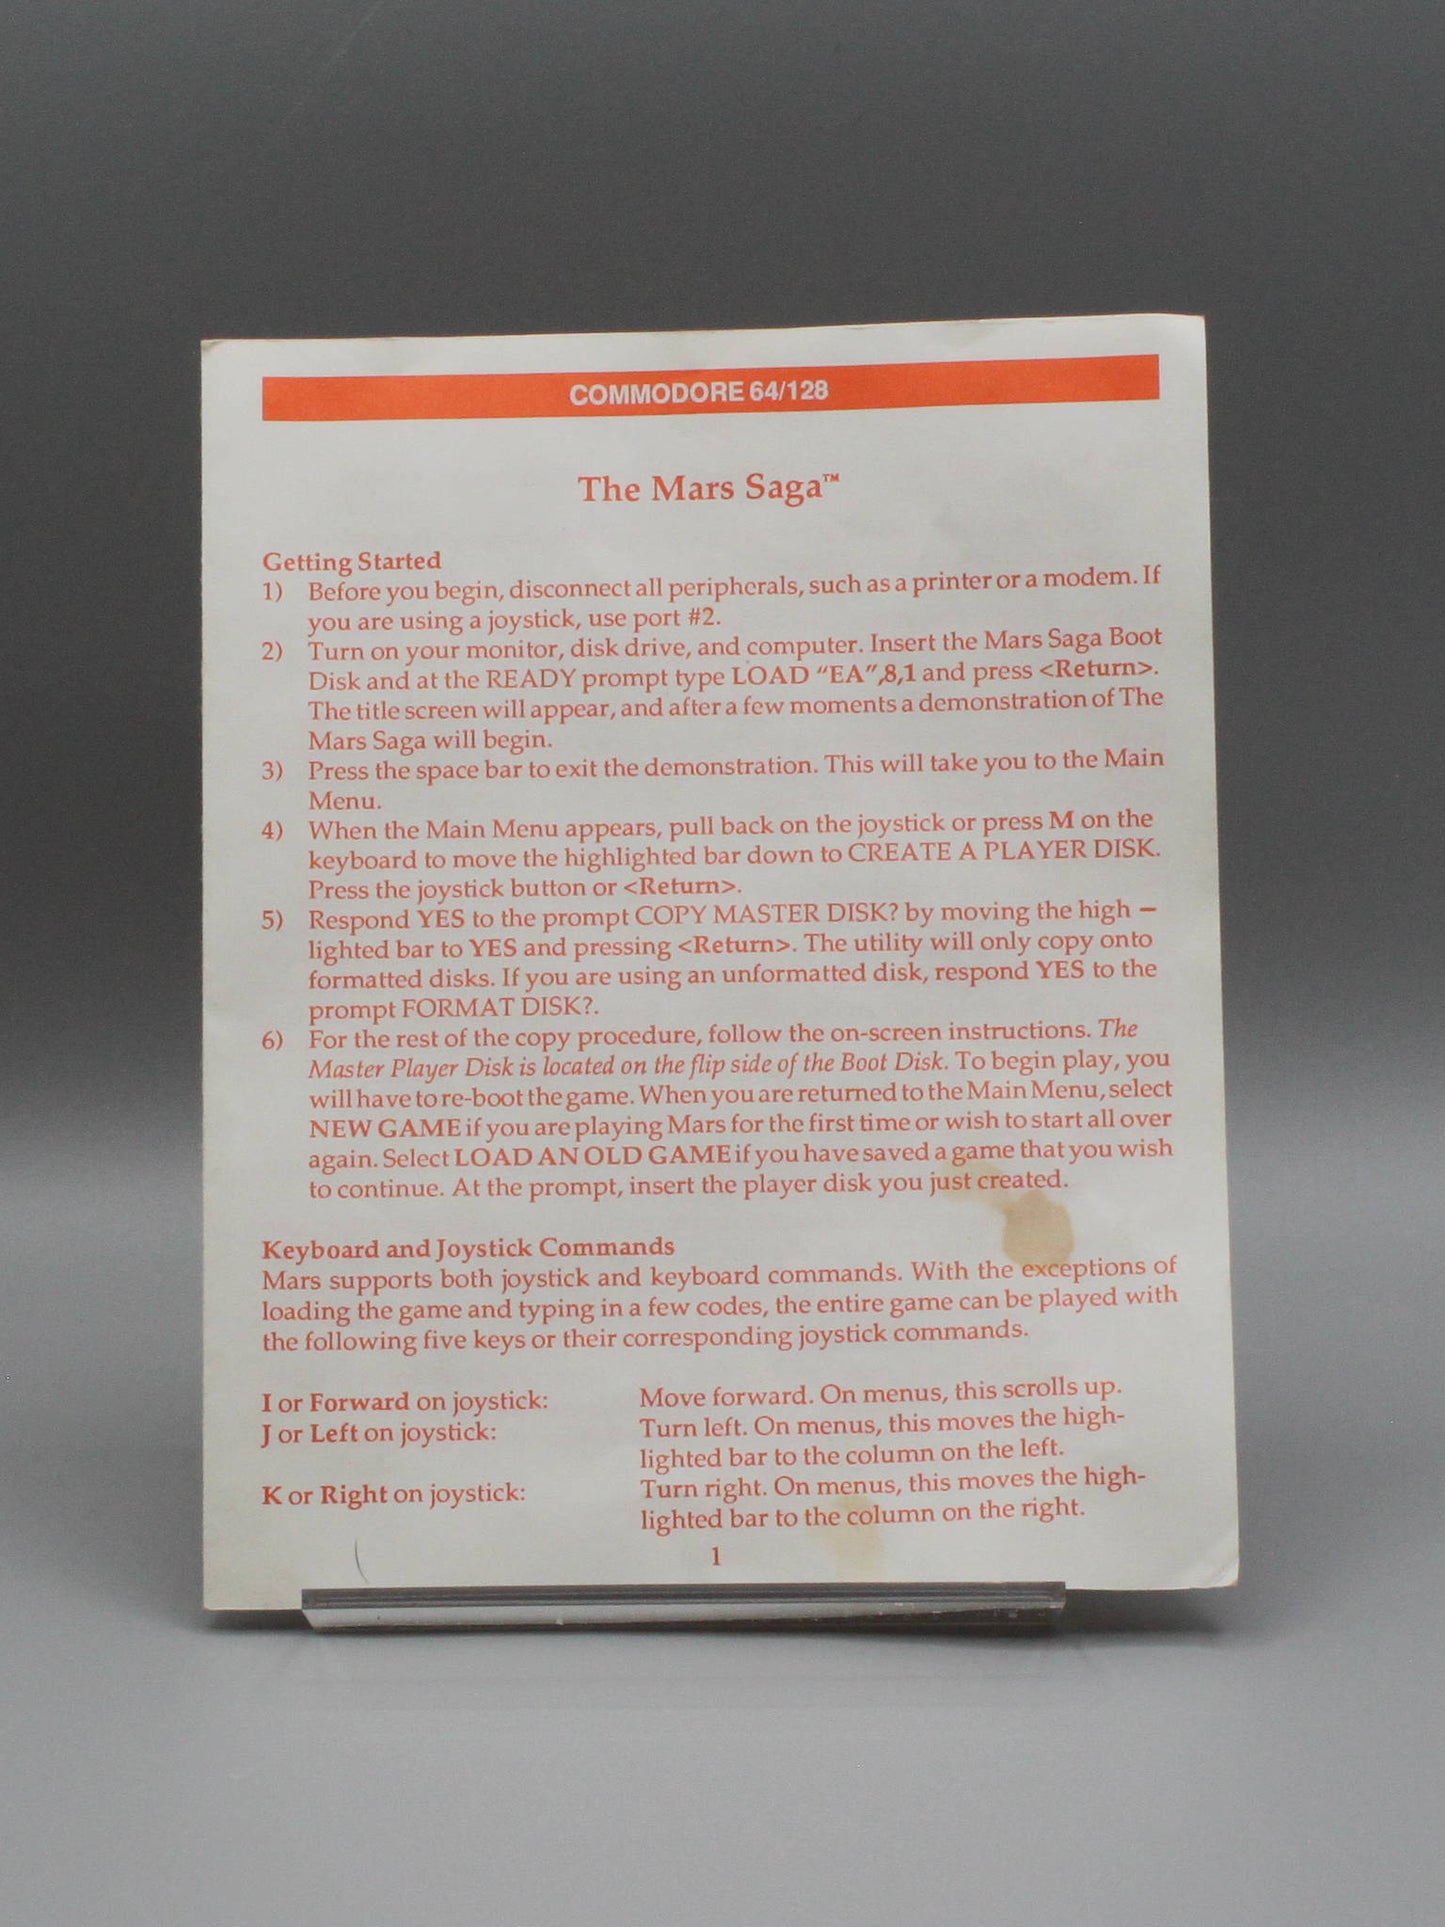 COMMODORE 64/128
The Mars Saga™
Getting Started
1) Before you begin, disconnect all peripherals, such as a printer or a modem. If
you are using a joystick, use port #2.
2) Turn on your monitor, disk drive, and computer. Insert the Mars Saga Boot
Disk and at the READY prompt type LOAD "EA",8,1 and press <Return>.
The title screen will appear, and after a few moments a demonstration of The
Mars Saga will begin.
3) Press the space bar to exit the demonstration. This will take you to the Main
Menu.
4) When the Main Menu appears, pull back on the joystick or press M on the
keyboard to move the highlighted bar down to CREATE A PLAYER DISK.
Press the joystick button or <Return>.
5) Respond YES to the prompt COPY MASTER DISK? by moving the high –
lighted bar to YES and pressing <Return>. The utility will only copy onto
formatted disks. If you are using an unformatted disk, respond YES to the
prompt FORMAT DISK?.
6) For the rest of the copy procedure, follow the on-screen instructions. The
Master Player Disk is located on the flip side of the Boot Disk. To begin play, you
will have to re-boot the game. When you are returned to the Main Menu, select
NEW GAME if you are playing Mars for the first time or wish to start all over
again. Select LOAD AN OLD GAME if you have saved a game that you wish
to continue. At the prompt, insert the player disk you just created.
Keyboard and Joystick Commands
Mars supports both joystick and keyboard commands. With the exceptions of
loading the game and typing in a few codes, the entire game can be played with
the following five keys or their corresponding joystick commands.
I or Forward on joystick: Move forward. On menus, this scrolls up.
J or Left on joystick: Turn left. On menus, this moves the high-
lighted bar to the column on the left.
K or Right on joystick: Turn right. On menus, this moves the high-
lighted bar to the column on the right.
1